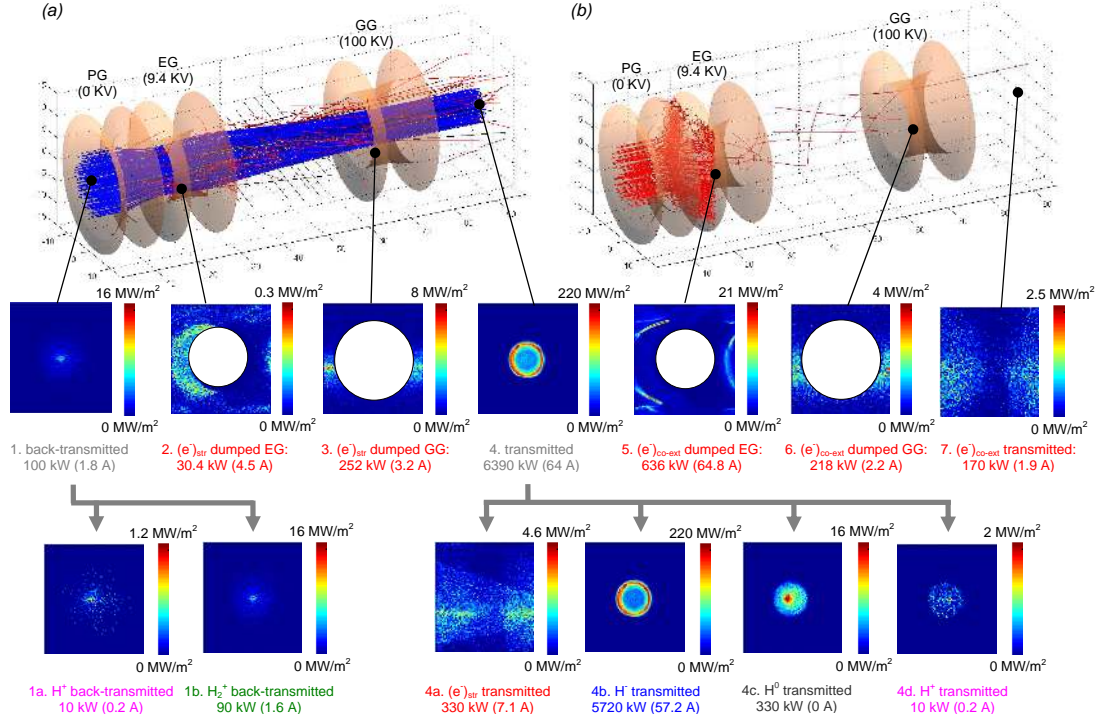 (a)
(b)
GG
(100 KV)
GG
(100 KV)
EG
(9.4 KV)
EG
(9.4 KV)
PG
(0 KV)
PG
(0 KV)
16 MW/m²
0.3 MW/m²
8 MW/m²
220 MW/m²
21 MW/m²
4 MW/m²
2.5 MW/m²
0 MW/m²
0 MW/m²
0 MW/m²
0 MW/m²
0 MW/m²
0 MW/m²
0 MW/m²
1. back-transmitted
100 kW (1.8 A)
2. (e⁻)str dumped EG:
30.4 kW (4.5 A)
3. (e⁻)str dumped GG:
252 kW (3.2 A)
4. transmitted
6390 kW (64 A)
5. (e⁻)co-ext dumped EG:
636 kW (64.8 A)
6. (e⁻)co-ext dumped GG:
218 kW (2.2 A)
7. (e⁻)co-ext transmitted:
170 kW (1.9 A)
1.2 MW/m²
16 MW/m²
4.6 MW/m²
220 MW/m²
16 MW/m²
2 MW/m²
0 MW/m²
0 MW/m²
0 MW/m²
0 MW/m²
0 MW/m²
0 MW/m²
1a. H⁺ back-transmitted
10 kW (0.2 A)
1b. H₂⁺ back-transmitted
90 kW (1.6 A)
4a. (e⁻)str transmitted
330 kW (7.1 A)
4b. H⁻ transmitted
5720 kW (57.2 A)
4c. H⁰ transmitted
330 kW (0 A)
4d. H⁺ transmitted
10 kW (0.2 A)